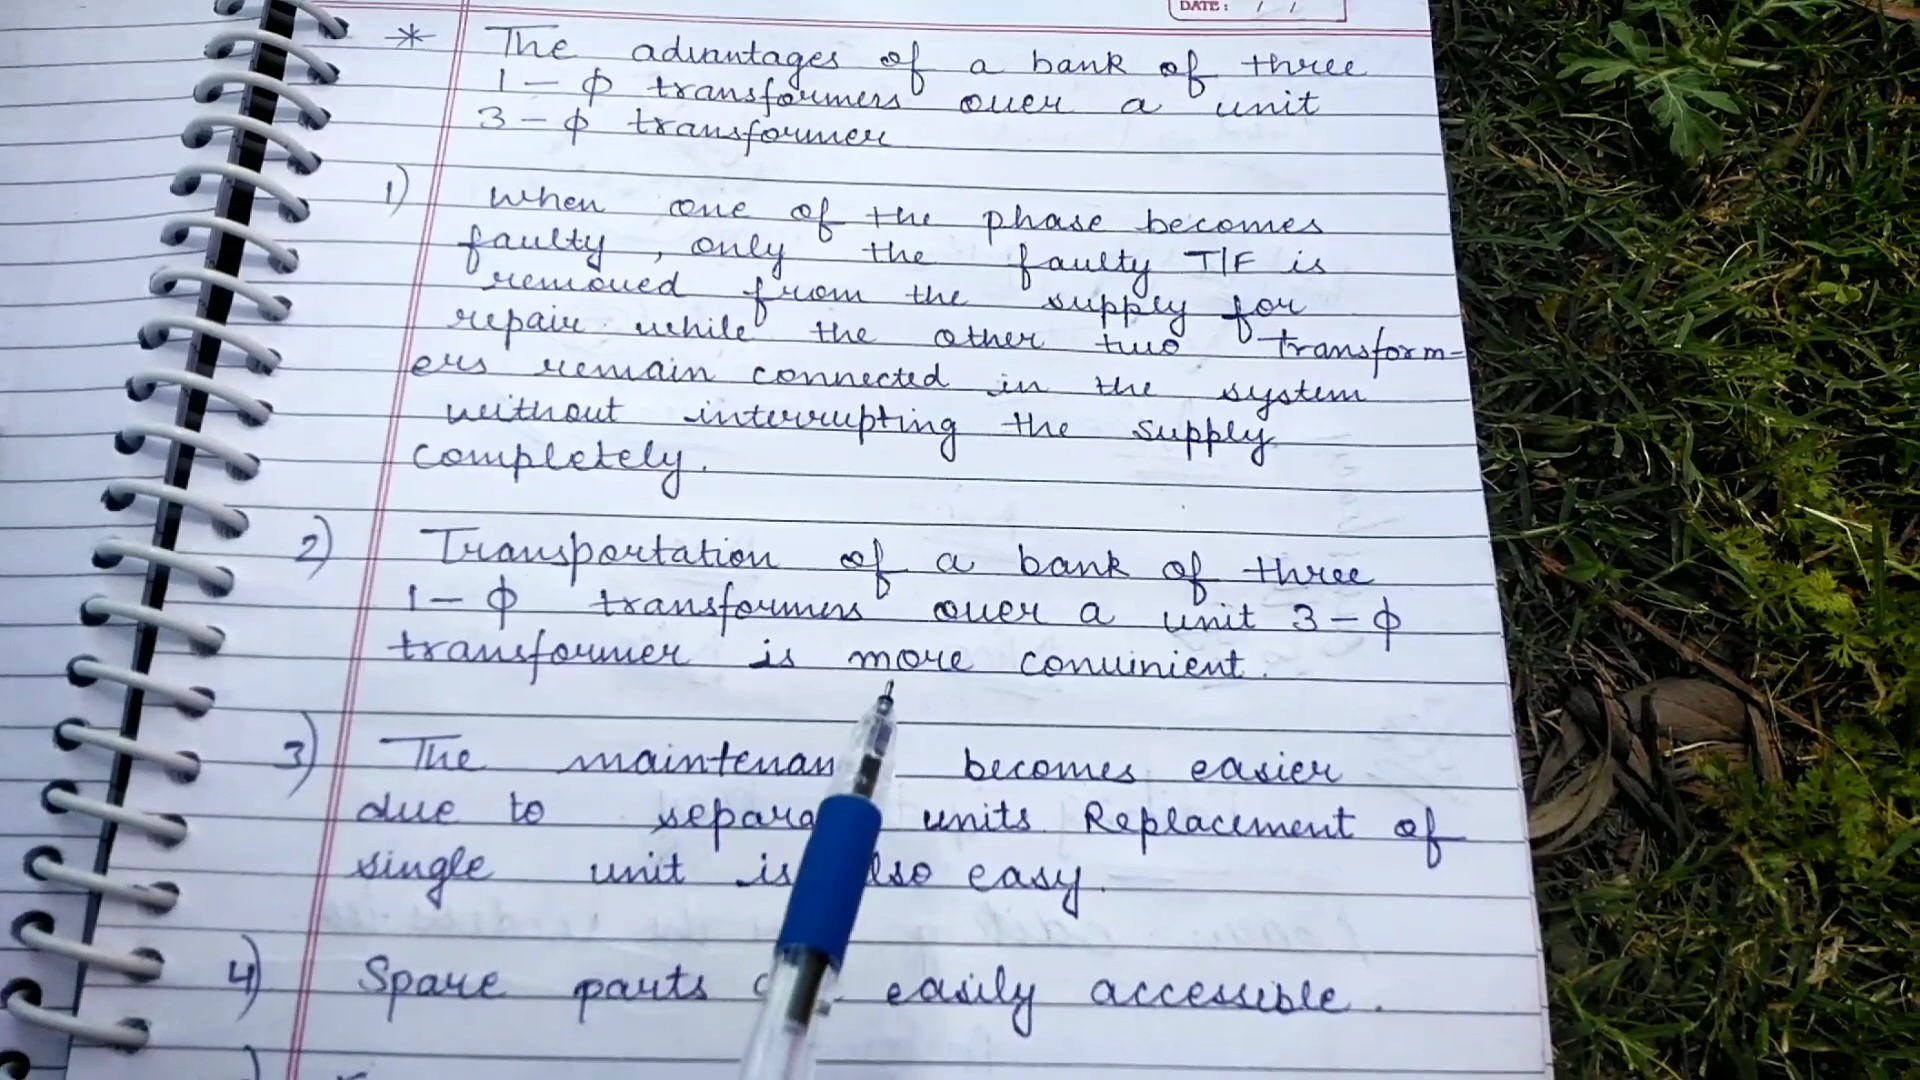 DATE: / /
* The advantages of a bank of three
1-ϕ transformers over a unit
3-ϕ transformer
1) when one of the phase becomes
faulty, only the faulty T/F is
removed from the supply for
repair while the other two transform-
ers remain connected in the system
without interrupting the supply
completely.
2) Transportation of a bank of three
1-ϕ transformers over a unit 3-ϕ
transformer is more convinient.
3) The maintenan becomes easier
due to separa units. Replacement of
single unit is lso easy.
4) Spare parts easily accessible.